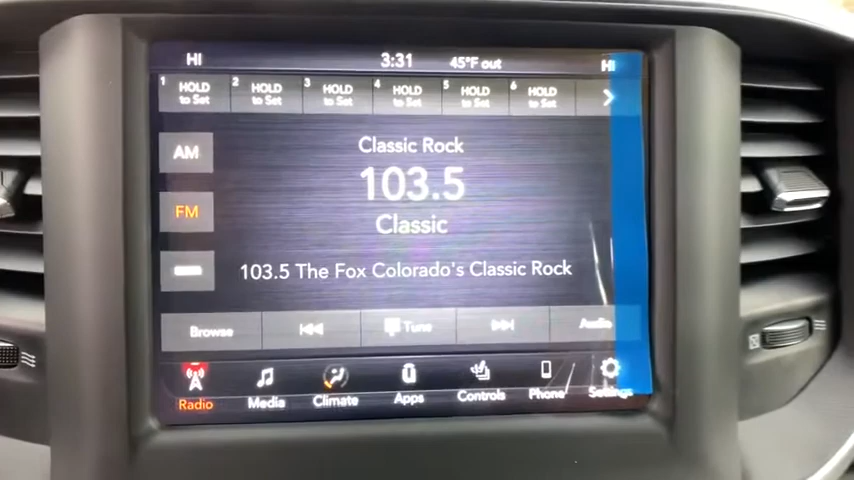 HI 3:31 45°F out HI
1 HOLD to Set 2 HOLD to Set 3 HOLD to Set 4 HOLD to Set 5 HOLD to Set 6 HOLD to Set
Classic Rock
AM
103.5
FM
Classic
103.5 The Fox Colorado's Classic Rock
Browse Tune Audio
Radio Media Climate Apps Controls Phone Settings